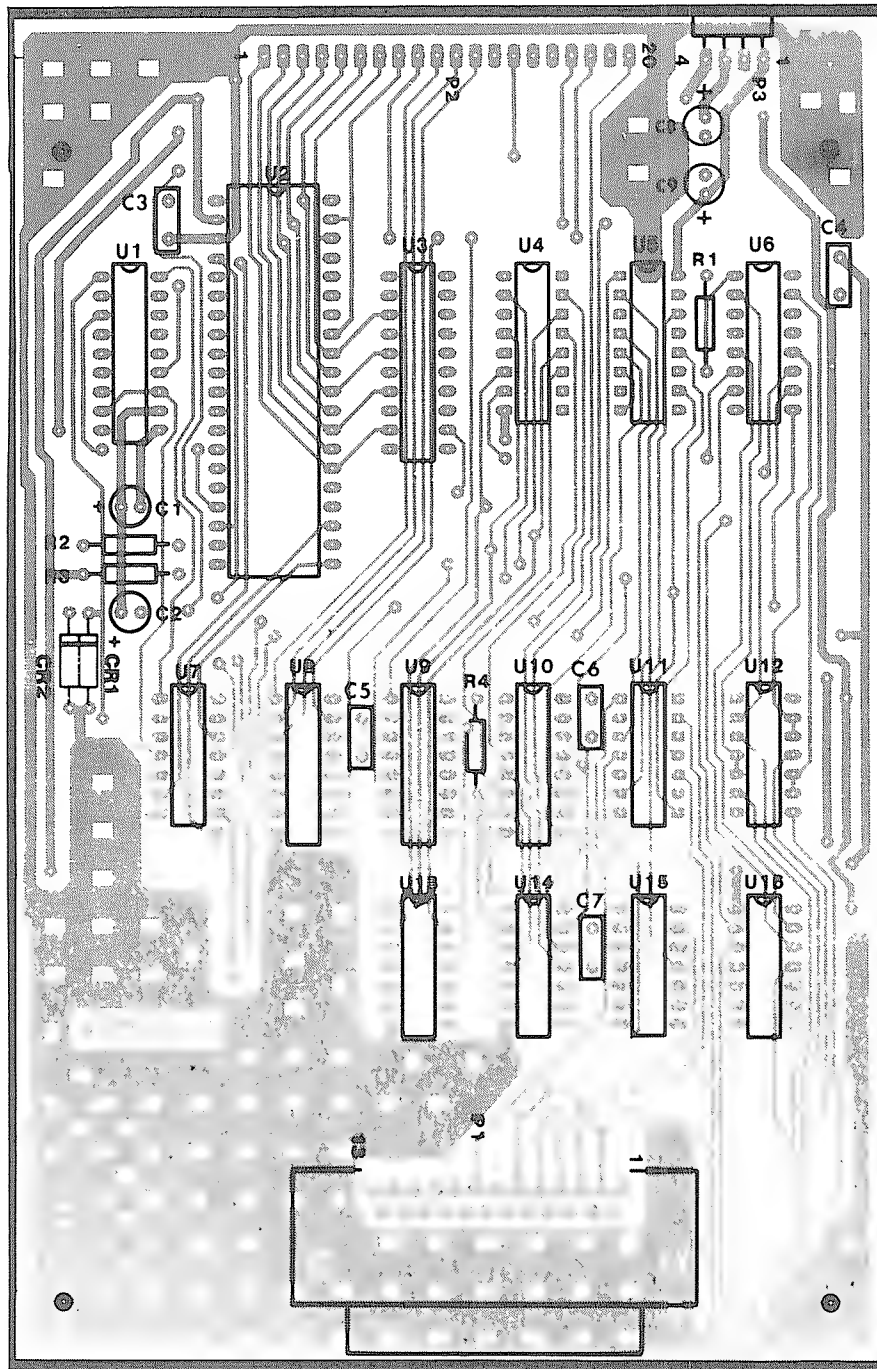 1 P2 20
4 P3 1
+
C8
C9
+
C3
U2
C4
U1 U3 U4 U5 U6
R1
+ C1
R2
R3
C2
+
CR2 CR1
U7 U8 U9 U10 U11 U12
C5 R4 C6
U13 U14 U15 U16
C7
P1
13 1